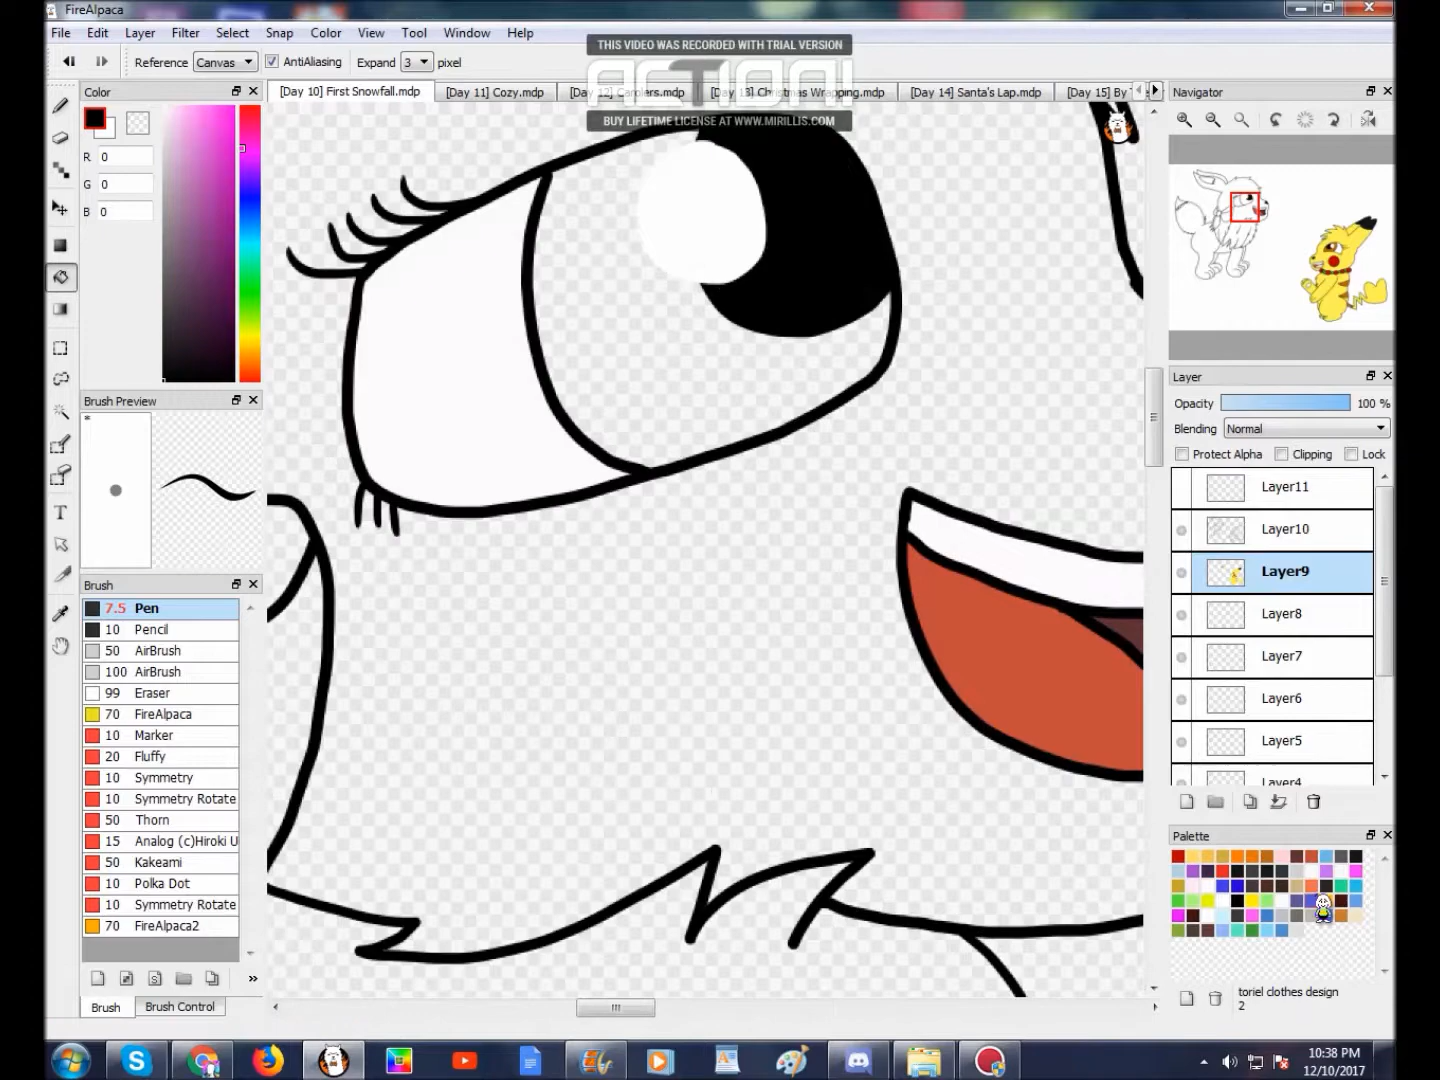 FireAlpaca
File Edit Layer Filter Select Snap Color View Tool Window Help
THIS VIDEO WAS RECORDED WITH TRIAL VERSION
ACTION!
BUY LIFETIME LICENSE AT WWW.MIRILLIS.COM
Reference Canvas AntiAliasing Expand 3 pixel
[Day 10] First Snowfall.mdp [Day 11] Cozy.mdp [Day 12] Carolers.mdp [Day 13] Christmas Wrapping.mdp [Day 14] Santa's Lap.mdp [Day 15] By
Color
R 0
G 0
B 0
Brush Preview
*
Brush
7.5 Pen
10 Pencil
50 AirBrush
100 AirBrush
99 Eraser
70 FireAlpaca
10 Marker
20 Fluffy
10 Symmetry
10 Symmetry Rotate
50 Thorn
15 Analog (c)Hiroki U
50 Kakeami
10 Polka Dot
10 Symmetry Rotate
70 FireAlpaca2
Brush Brush Control
Navigator
Layer
Opacity 100 %
Blending Normal
Protect Alpha Clipping Lock
Layer11
Layer10
Layer9
Layer8
Layer7
Layer6
Layer5
Layer4
Palette
toriel clothes design
2
10:38 PM
12/10/2017